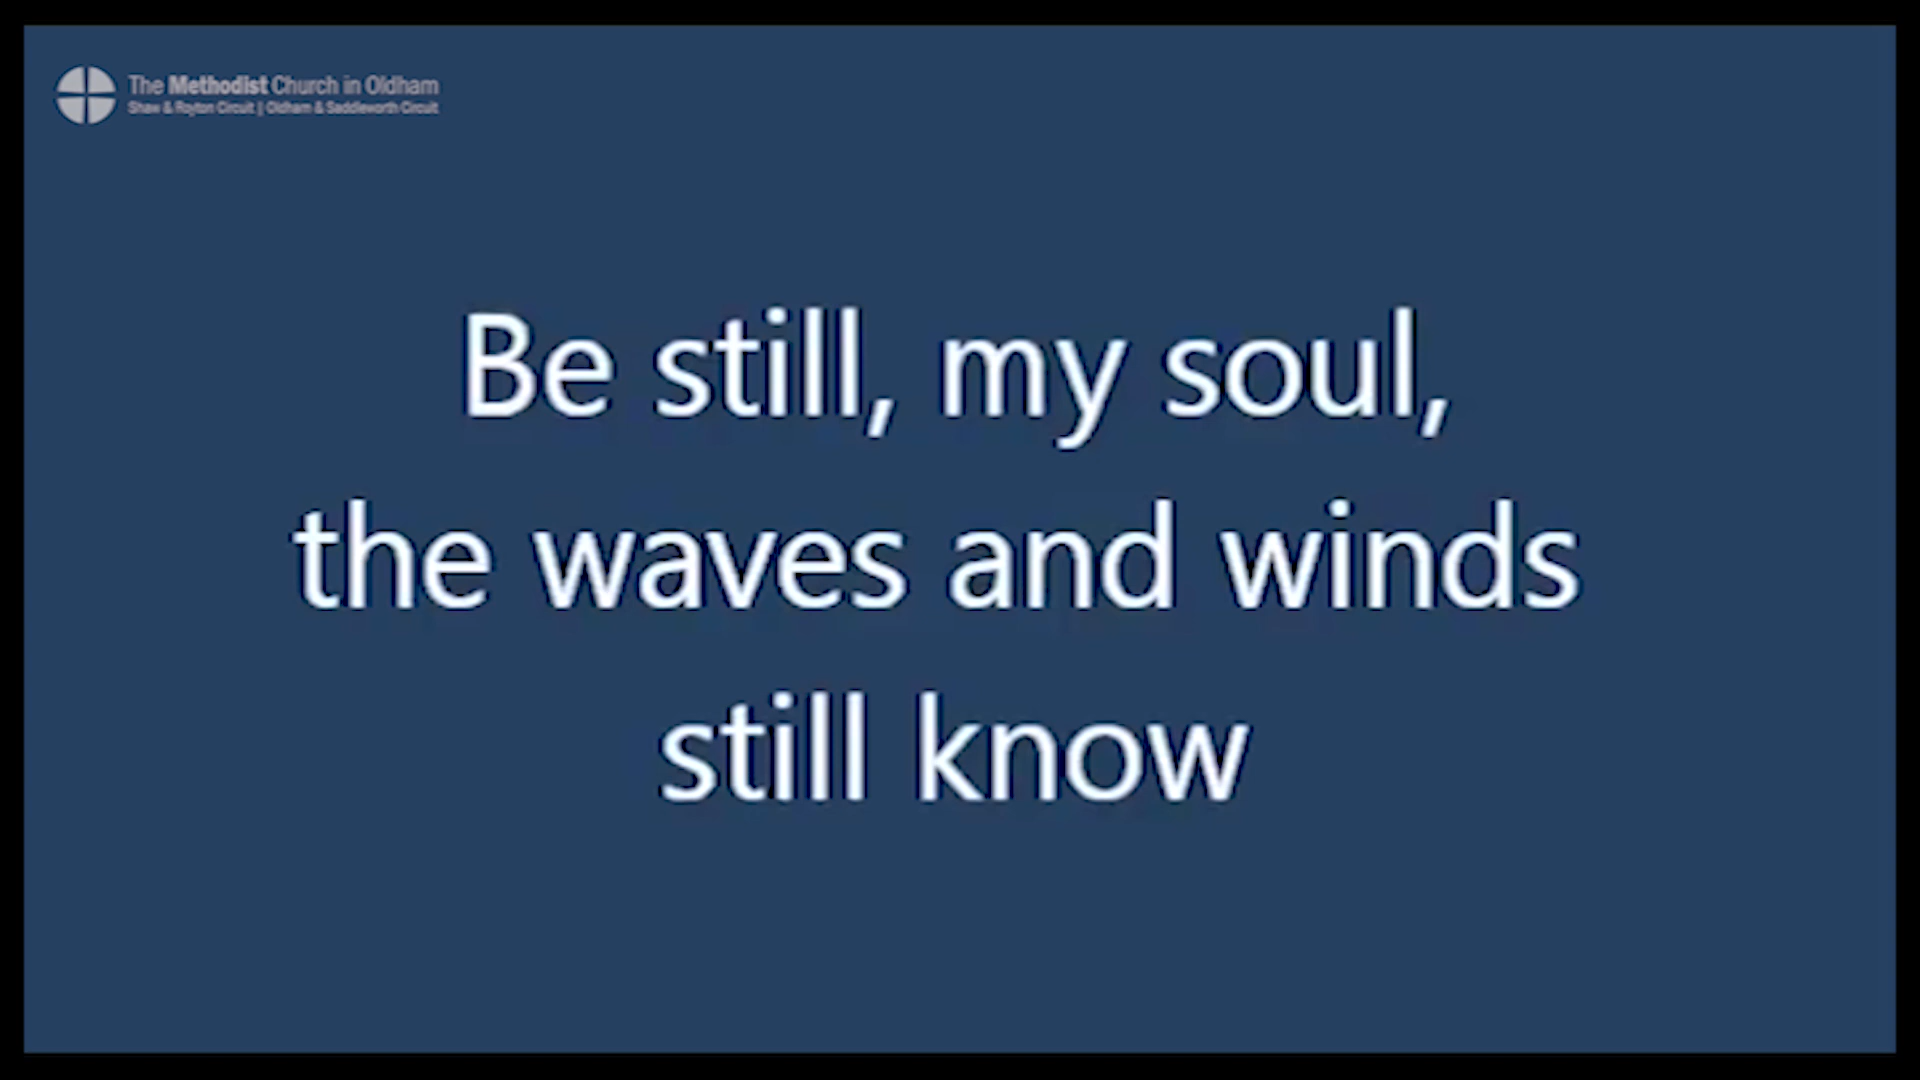 The Methodist Church in Oldham
Shaw & Royton Circuit | Oldham & Saddleworth Circuit
Be still, my soul,
the waves and winds
still know